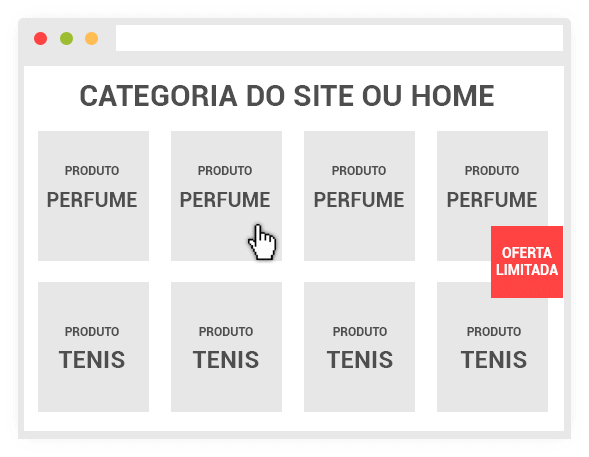 CATEGORIA DO SITE OU HOME
PRODUTO
PERFUME
PRODUTO
PERFUME
PRODUTO
PERFUME
PRODUTO
PERFUME
OFERTA
LIMITADA
PRODUTO
TENIS
PRODUTO
TENIS
PRODUTO
TENIS
PRODUTO
TENIS